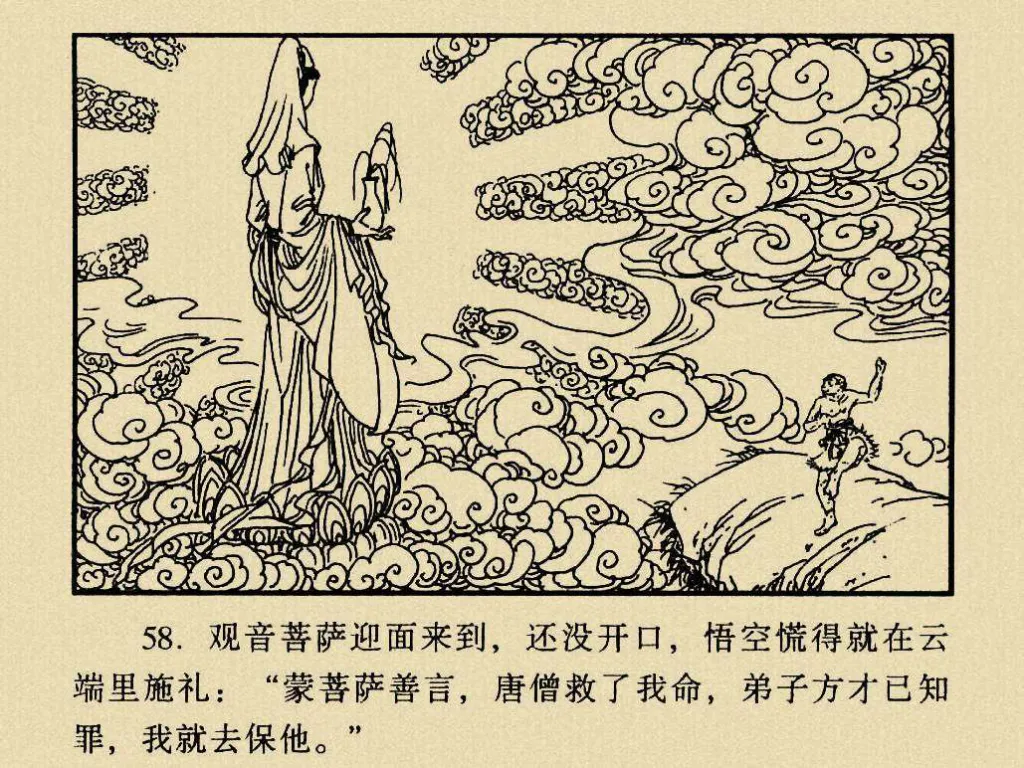 58. 观音菩萨迎面来到，还没开口，悟空慌得就在云
端里施礼：“蒙菩萨善言，唐僧救了我命，弟子方才已知
罪，我就去保他。”